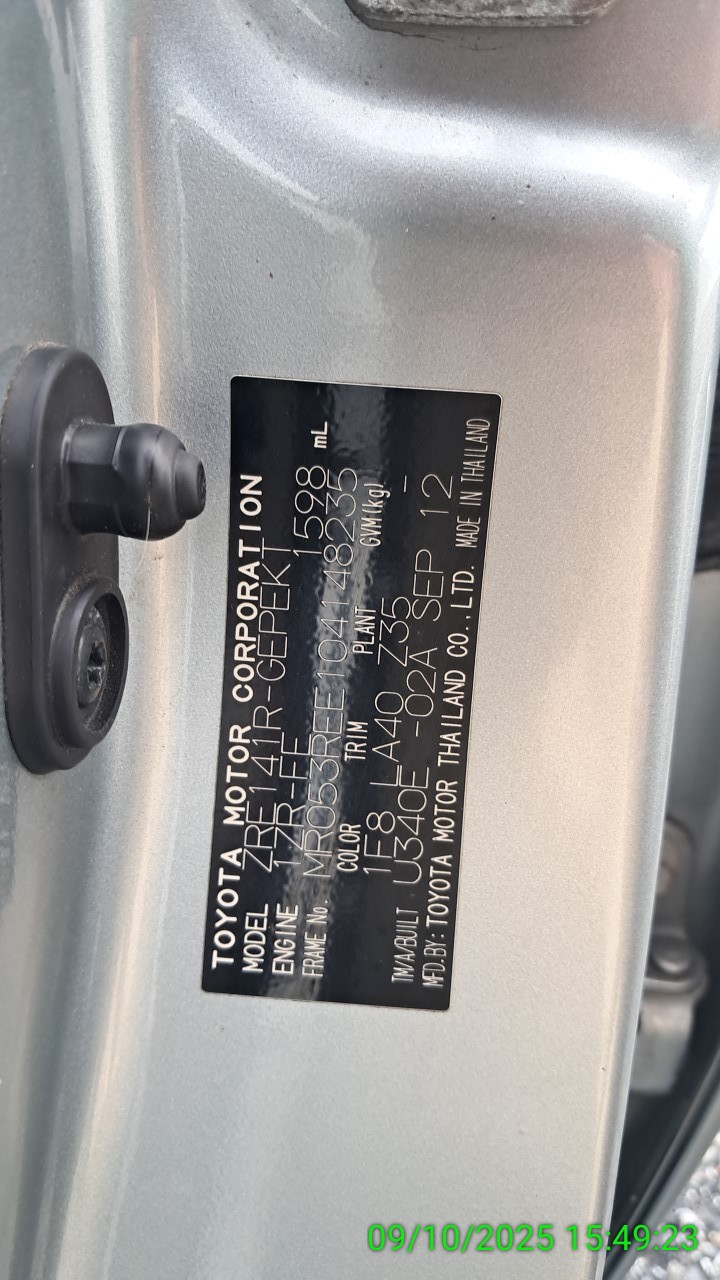 TOYOTA MOTOR CORPORATION
MODEL ZRE141R-GEPEKT
ENGINE 1ZR-FE 1598 mL
FRAME No. MR053REE104148235
COLOR TRIM PLANT GVM(kg)
1F8 LA40 Z35 -
TM/A/BUILT U340E -02A SEP 12
MFD.BY: TOYOTA MOTOR THAILAND CO.,LTD. MADE IN THAILAND
09/10/2025 15:49:23